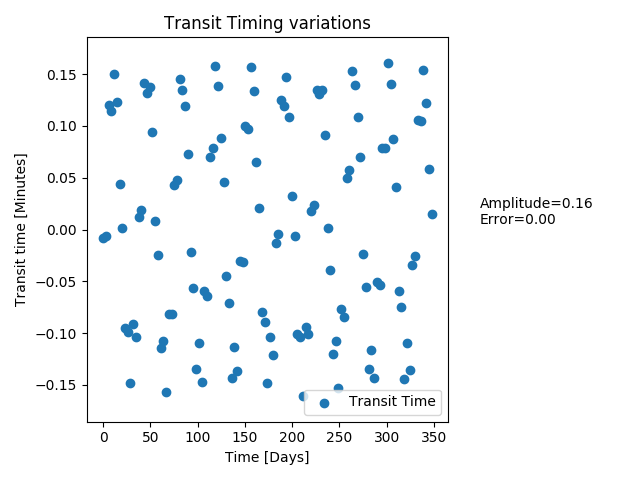 Transit Timing variations
Transit time [Minutes]
0.15
0.10
0.05
0.00
−0.05
−0.10
−0.15
Amplitude=0.16
Error=0.00
Transit Time
0 50 100 150 200 250 300 350
Time [Days]